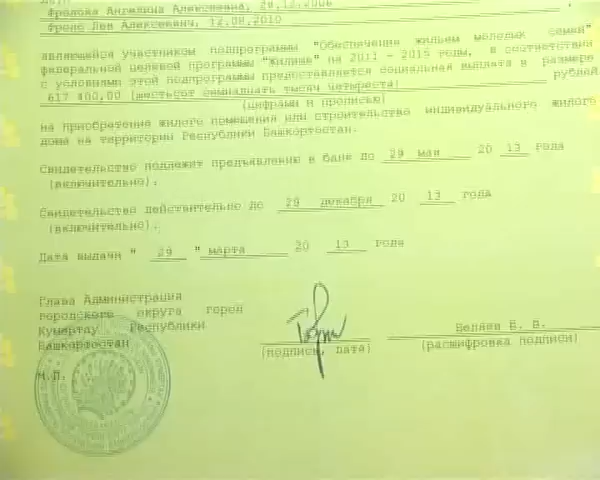 Фролова Ангелина Алексеевна, 28.12.2006
Алексеевич, 12.08.2010
являющейся участником подпрограммы "Обеспечение жильем молодых семей"
федеральной целевой программы "Жилище" на 2011 - 2015 годы, в соответствии
с условиями этой подпрограммы предоставляется социальная выплата в размере
617 400,00 (шестьсот семнадцать тысяч четыреста) рублей
(цифрами и прописью)
на приобретение жилого помещения или строительство индивидуального жилого
дома на территории Республики Башкортостан.
Свидетельство подлежит предъявлению в банк до 29 мая 20 13 года
(включительно).
Свидетельство действительно до 29 декабря 20 13 года
(включительно).
Дата выдачи " 29 " марта 20 13 года
Глава Администрации
городского округа город
Кумертау Республики
Башкортостан
Беляев Б. В.
(подпись, дата) (расшифровка подписи)
М.П.